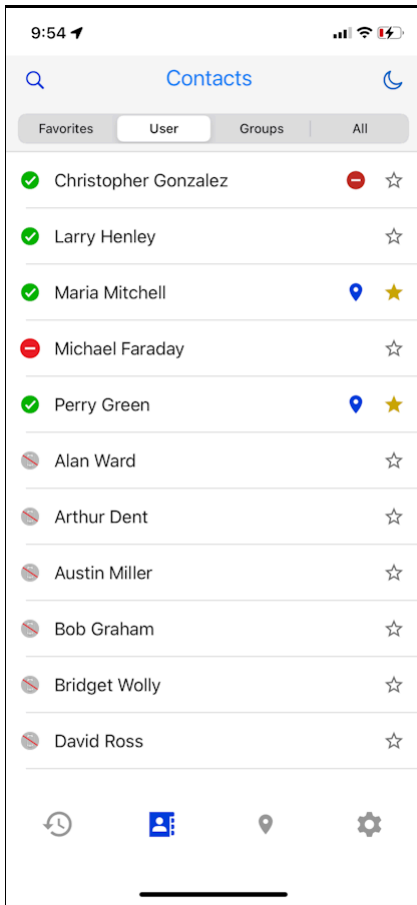 9:54
Contacts
Favorites User Groups All
Christopher Gonzalez
Larry Henley
Maria Mitchell
Michael Faraday
Perry Green
Alan Ward
Arthur Dent
Austin Miller
Bob Graham
Bridget Wolly
David Ross